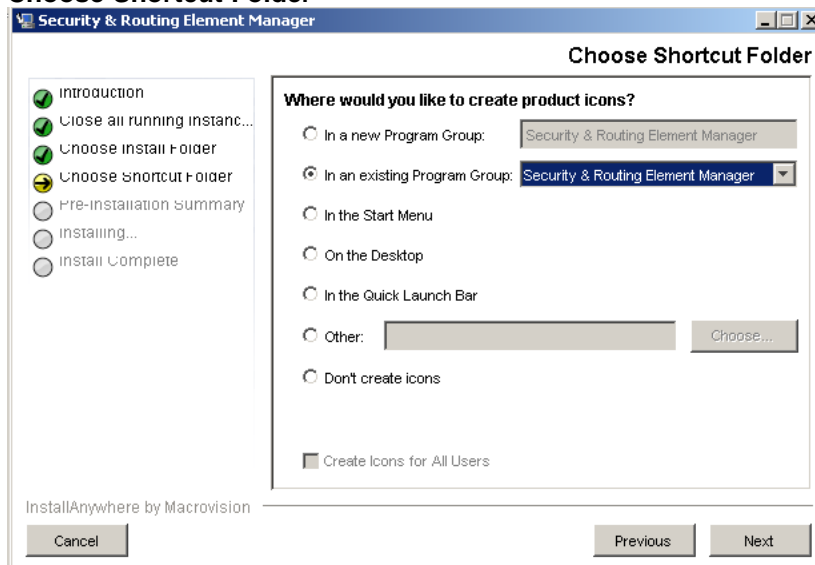 Choose Shortcut Folder
Security & Routing Element Manager
Choose Shortcut Folder
Introduction
Close all running Instanc...
Choose Install Folder
Choose Shortcut Folder
Pre-Installation Summary
Installing...
Install Complete
Where would you like to create product icons?
In a new Program Group: Security & Routing Element Manager
In an existing Program Group: Security & Routing Element Manager
In the Start Menu
On the Desktop
In the Quick Launch Bar
Other: Choose...
Don't create icons
Create Icons for All Users
InstallAnywhere by Macrovision
Cancel Previous Next